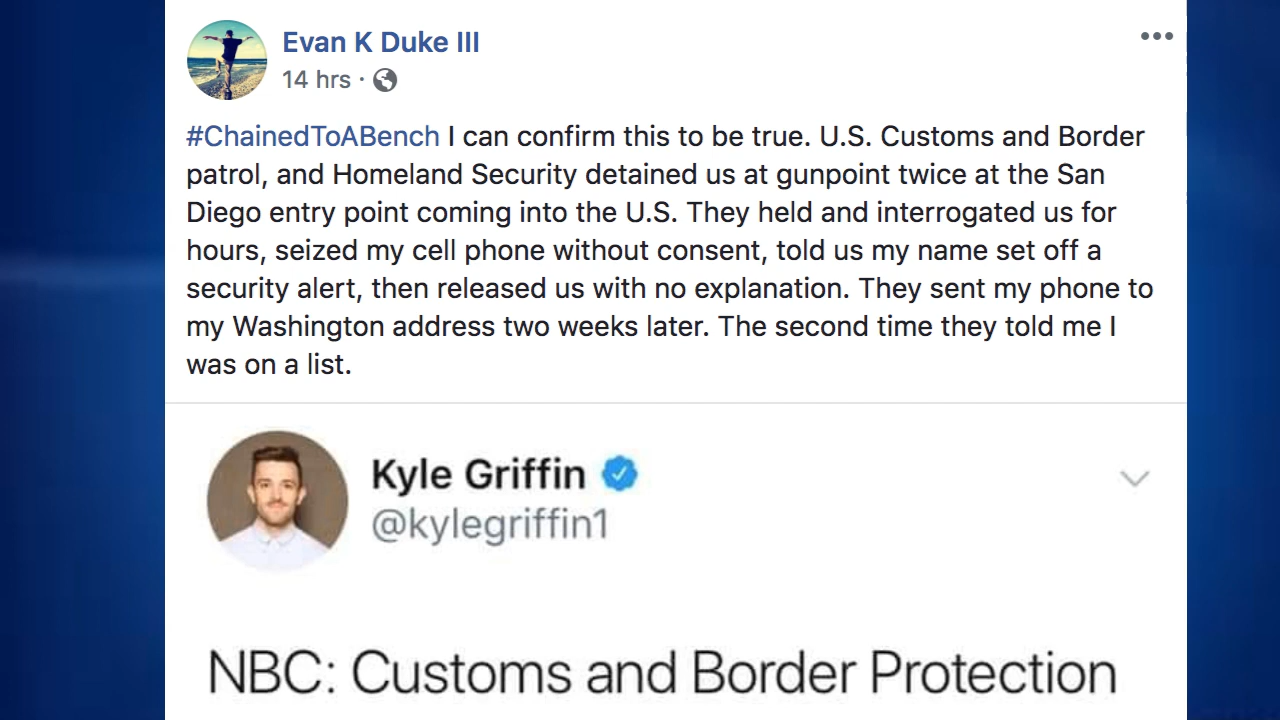 Evan K Duke III
14 hrs ·
#ChainedToABench I can confirm this to be true. U.S. Customs and Border
patrol, and Homeland Security detained us at gunpoint twice at the San
Diego entry point coming into the U.S. They held and interrogated us for
hours, seized my cell phone without consent, told us my name set off a
security alert, then released us with no explanation. They sent my phone to
my Washington address two weeks later. The second time they told me I
was on a list.
Kyle Griffin
@kylegriffin1
NBC: Customs and Border Protection